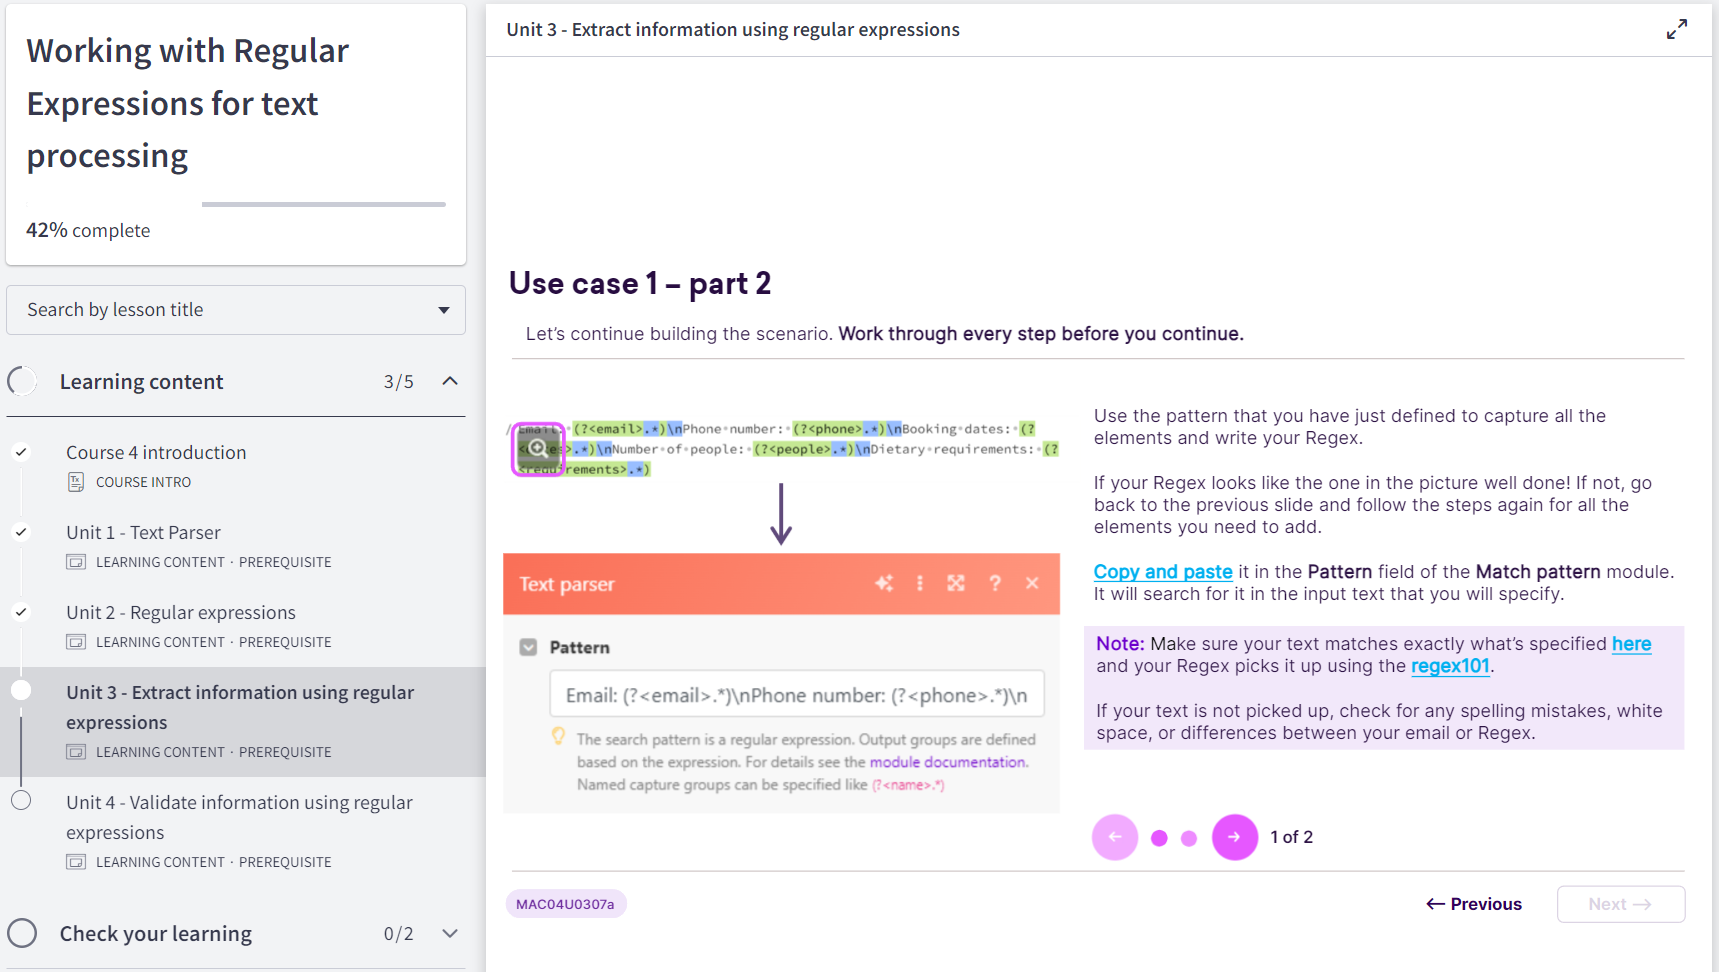 Working with Regular
Expressions for text
processing
42% complete
Search by lesson title
Learning content 3/5
Course 4 introduction
COURSE INTRO
Unit 1 - Text Parser
LEARNING CONTENT · PREREQUISITE
Unit 2 - Regular expressions
LEARNING CONTENT · PREREQUISITE
Unit 3 - Extract information using regular
expressions
LEARNING CONTENT · PREREQUISITE
Unit 4 - Validate information using regular
expressions
LEARNING CONTENT · PREREQUISITE
Check your learning 0/2
Unit 3 - Extract information using regular expressions
Use case 1 – part 2
Let's continue building the scenario. Work through every step before you continue.
(?<email>.*)\nPhone number: (?<phone>.*)\nBooking dates: (?
.*)\nNumber of people: (?<people>.*)\nDietary requirements: (?
<requirements>.*)
Text parser
Pattern
Email: (?<email>.*)\nPhone number: (?<phone>.*)\n
The search pattern is a regular expression. Output groups are defined
based on the expression. For details see the module documentation.
Named capture groups can be specified like (?<name>.*)
Use the pattern that you have just defined to capture all the
elements and write your Regex.
If your Regex looks like the one in the picture well done! If not, go
back to the previous slide and follow the steps again for all the
elements you need to add.
Copy and paste it in the Pattern field of the Match pattern module.
It will search for it in the input text that you will specify.
Note: Make sure your text matches exactly what's specified here
and your Regex picks it up using the regex101.
If your text is not picked up, check for any spelling mistakes, white
space, or differences between your email or Regex.
1 of 2
MAC04U0307a
← Previous
Next →